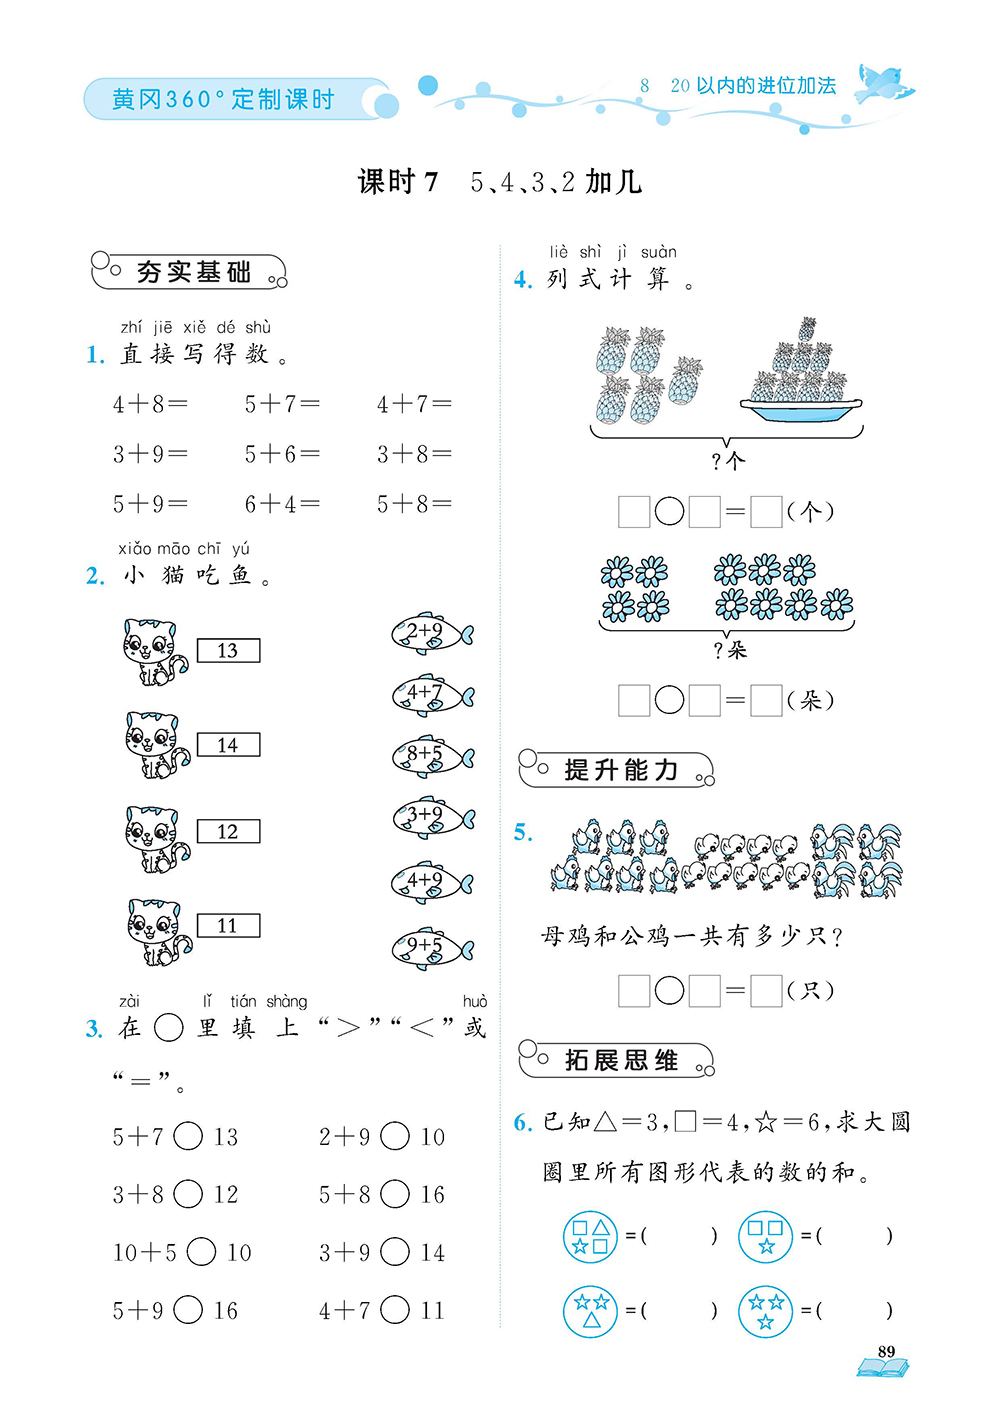 黄冈360°定制课时
8 20以内的进位加法
课时7 5、4、3、2加几
夯实基础
zhí jiē xiě dé shù
1. 直接写得数。
4+8= 5+7= 4+7=
3+9= 5+6= 3+8=
5+9= 6+4= 5+8=
xiǎo māo chī yú
2. 小猫吃鱼。
13
14
12
11
2+9
4+7
8+5
3+9
4+9
9+5
zài lǐ tián shàng huò
3. 在○里填上“>”“<”或
“=”。
5+7○13 2+9○10
3+8○12 5+8○16
10+5○10 3+9○14
5+9○16 4+7○11
liè shì jì suàn
4. 列式计算。
?个
□○□=□(个)
?朵
□○□=□(朵)
提升能力
5.
母鸡和公鸡一共有多少只?
□○□=□(只)
拓展思维
6. 已知△=3,□=4,☆=6,求大圆
圈里所有图形代表的数的和。
=( ) =( )
=( ) =( )
89